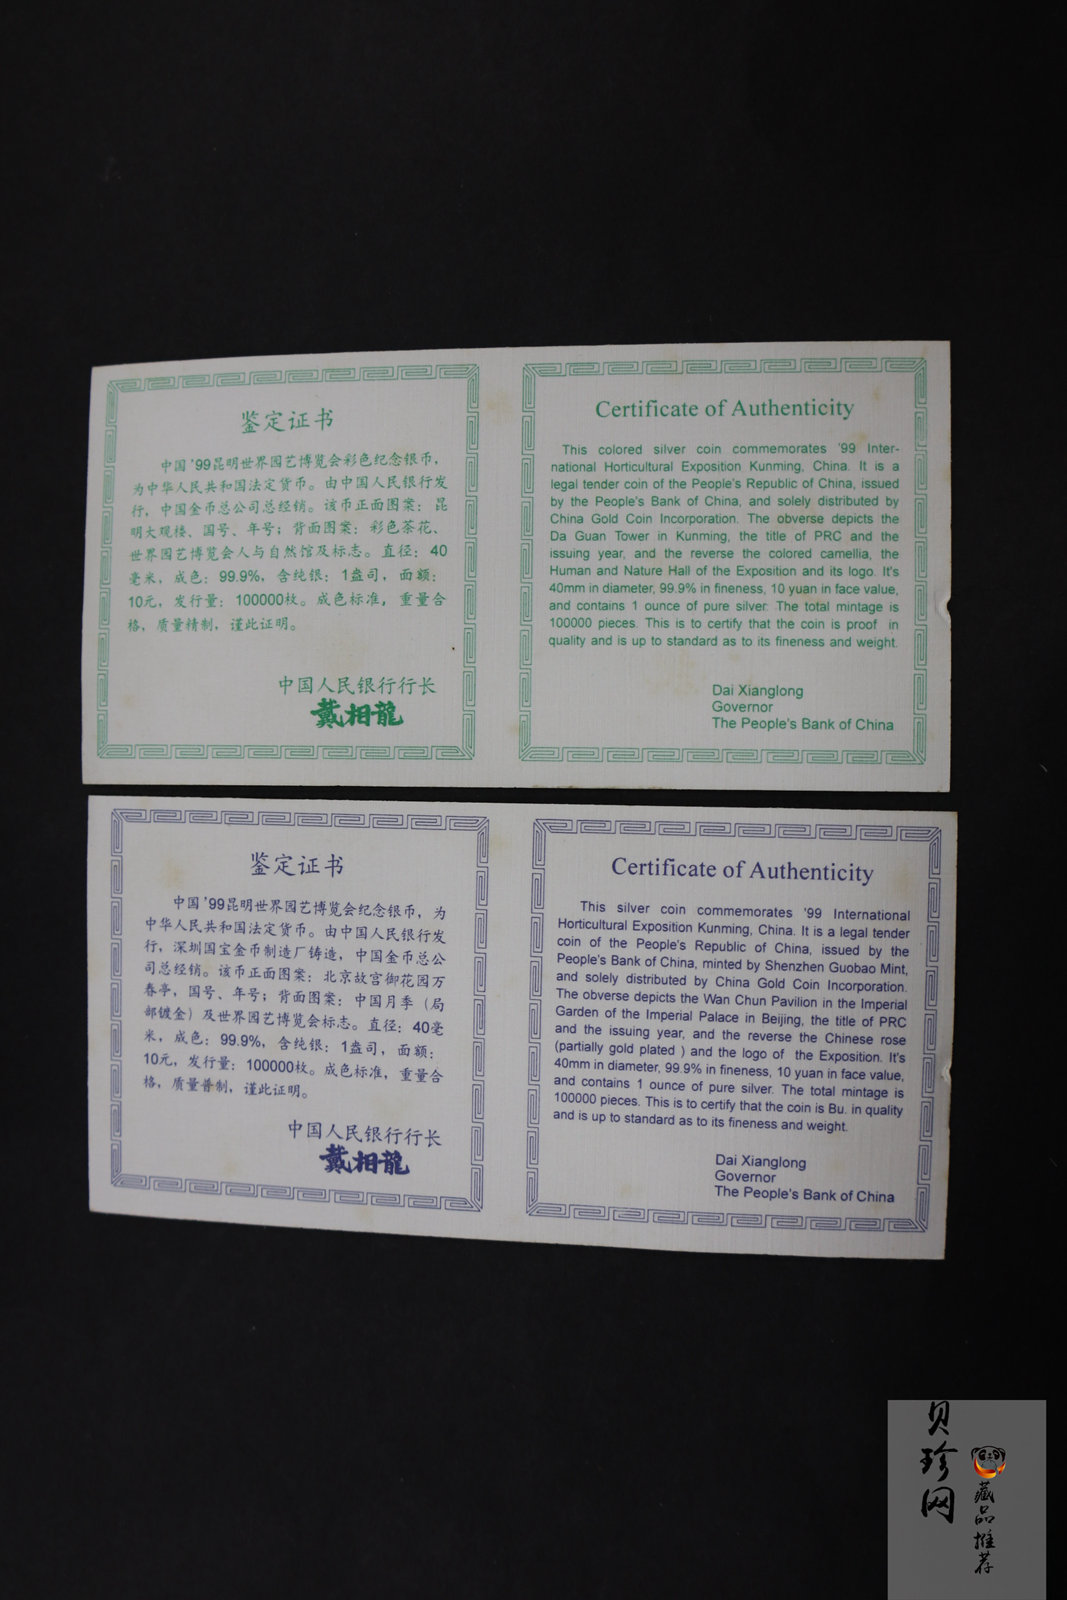 鉴定证书
中国'99昆明世界园艺博览会彩色纪念银币，
为中华人民共和国法定货币。由中国人民银行发
行，中国金币总公司总经销。该币正面图案：昆
明大观楼、国号、年号；背面图案：彩色茶花、
世界园艺博览会人与自然馆及标志。直径：40
毫米，成色：99.9%，含纯银：1盎司，面额：
10元，发行量：100000枚。成色标准，重量合
格，质量精制，谨此证明。
中国人民银行行长
戴相龍
Certificate of Authenticity
This colored silver coin commemorates '99 Inter-
national Horticultural Exposition Kunming, China. It is a
legal tender coin of the People's Republic of China, issued
by the People's Bank of China, and solely distributed by
China Gold Coin Incorporation. The obverse depicts the
Da Guan Tower in Kunming, the title of PRC and the
issuing year, and the reverse the colored camellia, the
Human and Nature Hall of the Exposition and its logo. It's
40mm in diameter, 99.9% in fineness, 10 yuan in face value,
and contains 1 ounce of pure silver. The total mintage is
100000 pieces. This is to certify that the coin is proof in
quality and is up to standard as to its fineness and weight.
Dai Xianglong
Governor
The People's Bank of China
鉴定证书
中国'99昆明世界园艺博览会纪念银币，为
中华人民共和国法定货币。由中国人民银行发
行，深圳国宝金币制造厂铸造，中国金币总公
司总经销。该币正面图案：北京故宫御花园万
春亭，国号、年号；背面图案：中国月季（局
部镀金）及世界园艺博览会标志。直径：40毫
米，成色：99.9%，含纯银：1盎司，面额：
10元，发行量：100000枚。成色标准，重量合
格，质量普制，谨此证明。
中国人民银行行长
戴相龍
Certificate of Authenticity
This silver coin commemorates '99 International
Horticultural Exposition Kunming, China. It is a legal tender
coin of the People's Republic of China, issued by the
People's Bank of China, minted by Shenzhen Guobao Mint,
and solely distributed by China Gold Coin Incorporation.
The obverse depicts the Wan Chun Pavilion in the Imperial
Garden of the Imperial Palace in Beijing, the title of PRC
and the issuing year, and the reverse the Chinese rose
(partially gold plated ) and the logo of the Exposition. It's
40mm in diameter, 99.9% in fineness, 10 yuan in face value,
and contains 1 ounce of pure silver. The total mintage is
100000 pieces. This is to certify that the coin is Bu. in quality
and is up to standard as to its fineness and weight.
Dai Xianglong
Governor
The People's Bank of China
贝珍网
藏品推荐